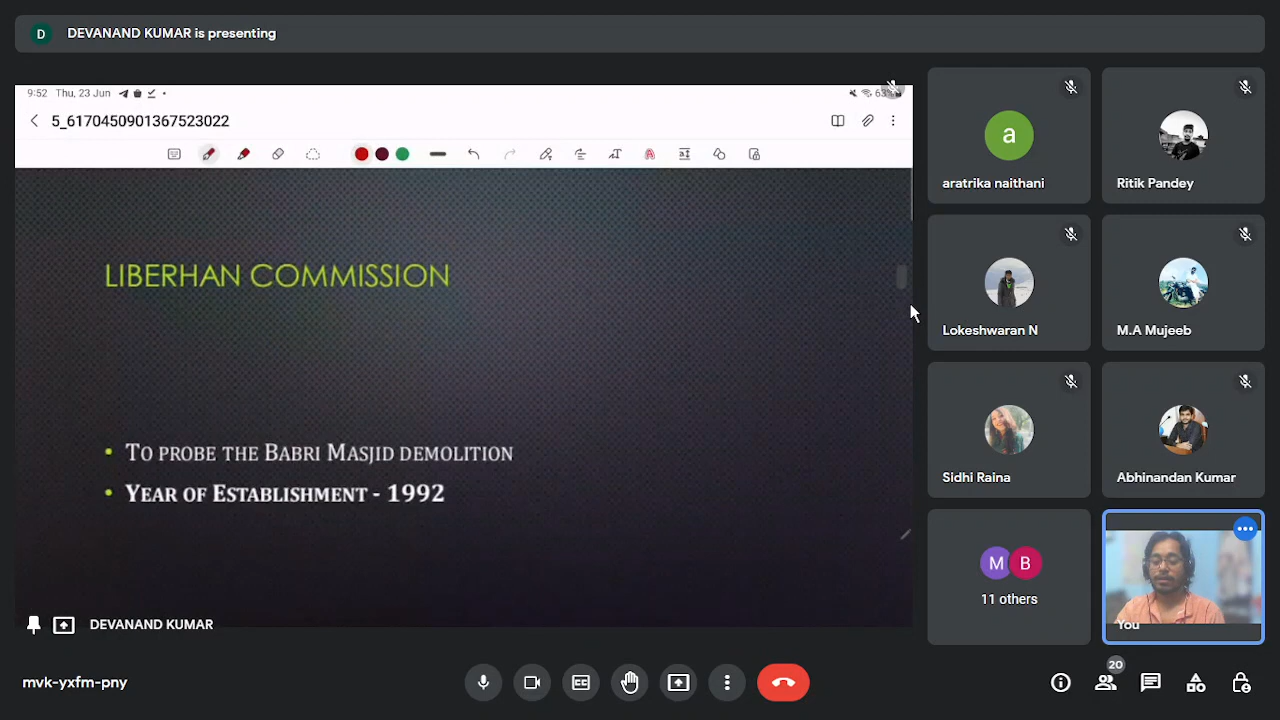 D DEVANAND KUMAR is presenting
9:52 Thu, 23 Jun
63%
5_6170450901367523022
LIBERHAN COMMISSION
• TO PROBE THE BABRI MASJID DEMOLITION
• YEAR OF ESTABLISHMENT - 1992
DEVANAND KUMAR
a
aratrika naithani
Ritik Pandey
Lokeshwaran N
M.A Mujeeb
Sidhi Raina
Abhinandan Kumar
M B
11 others
You
mvk-yxfm-pny
CC
20